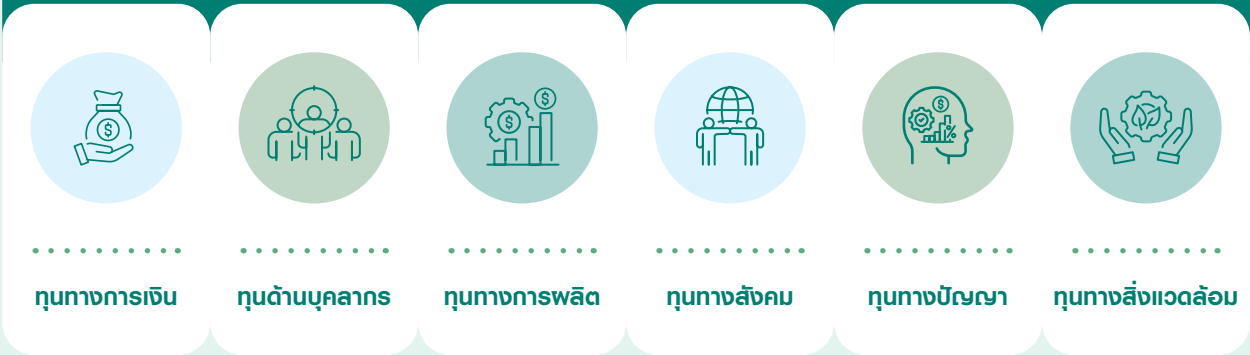 ทุนทางการเงิน
ทุนด้านบุคลากร
ทุนทางการผลิต
ทุนทางสังคม
ทุนทางปัญญา
ทุนทางสิ่งแวดล้อม